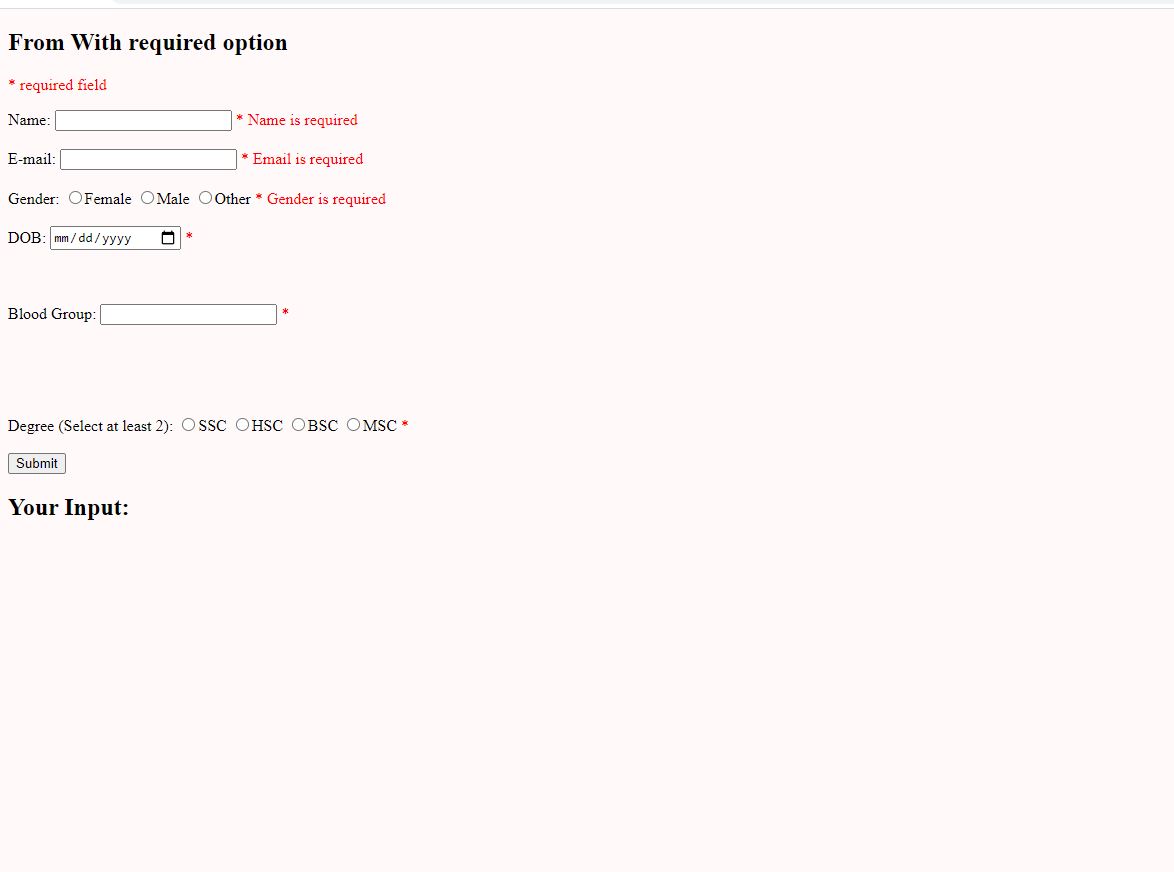 From With required option
* required field
Name: * Name is required
E-mail: * Email is required
Gender: Female Male Other * Gender is required
DOB: mm/dd/yyyy *
Blood Group: *
Degree (Select at least 2): SSC HSC BSC MSC *
Submit
Your Input: